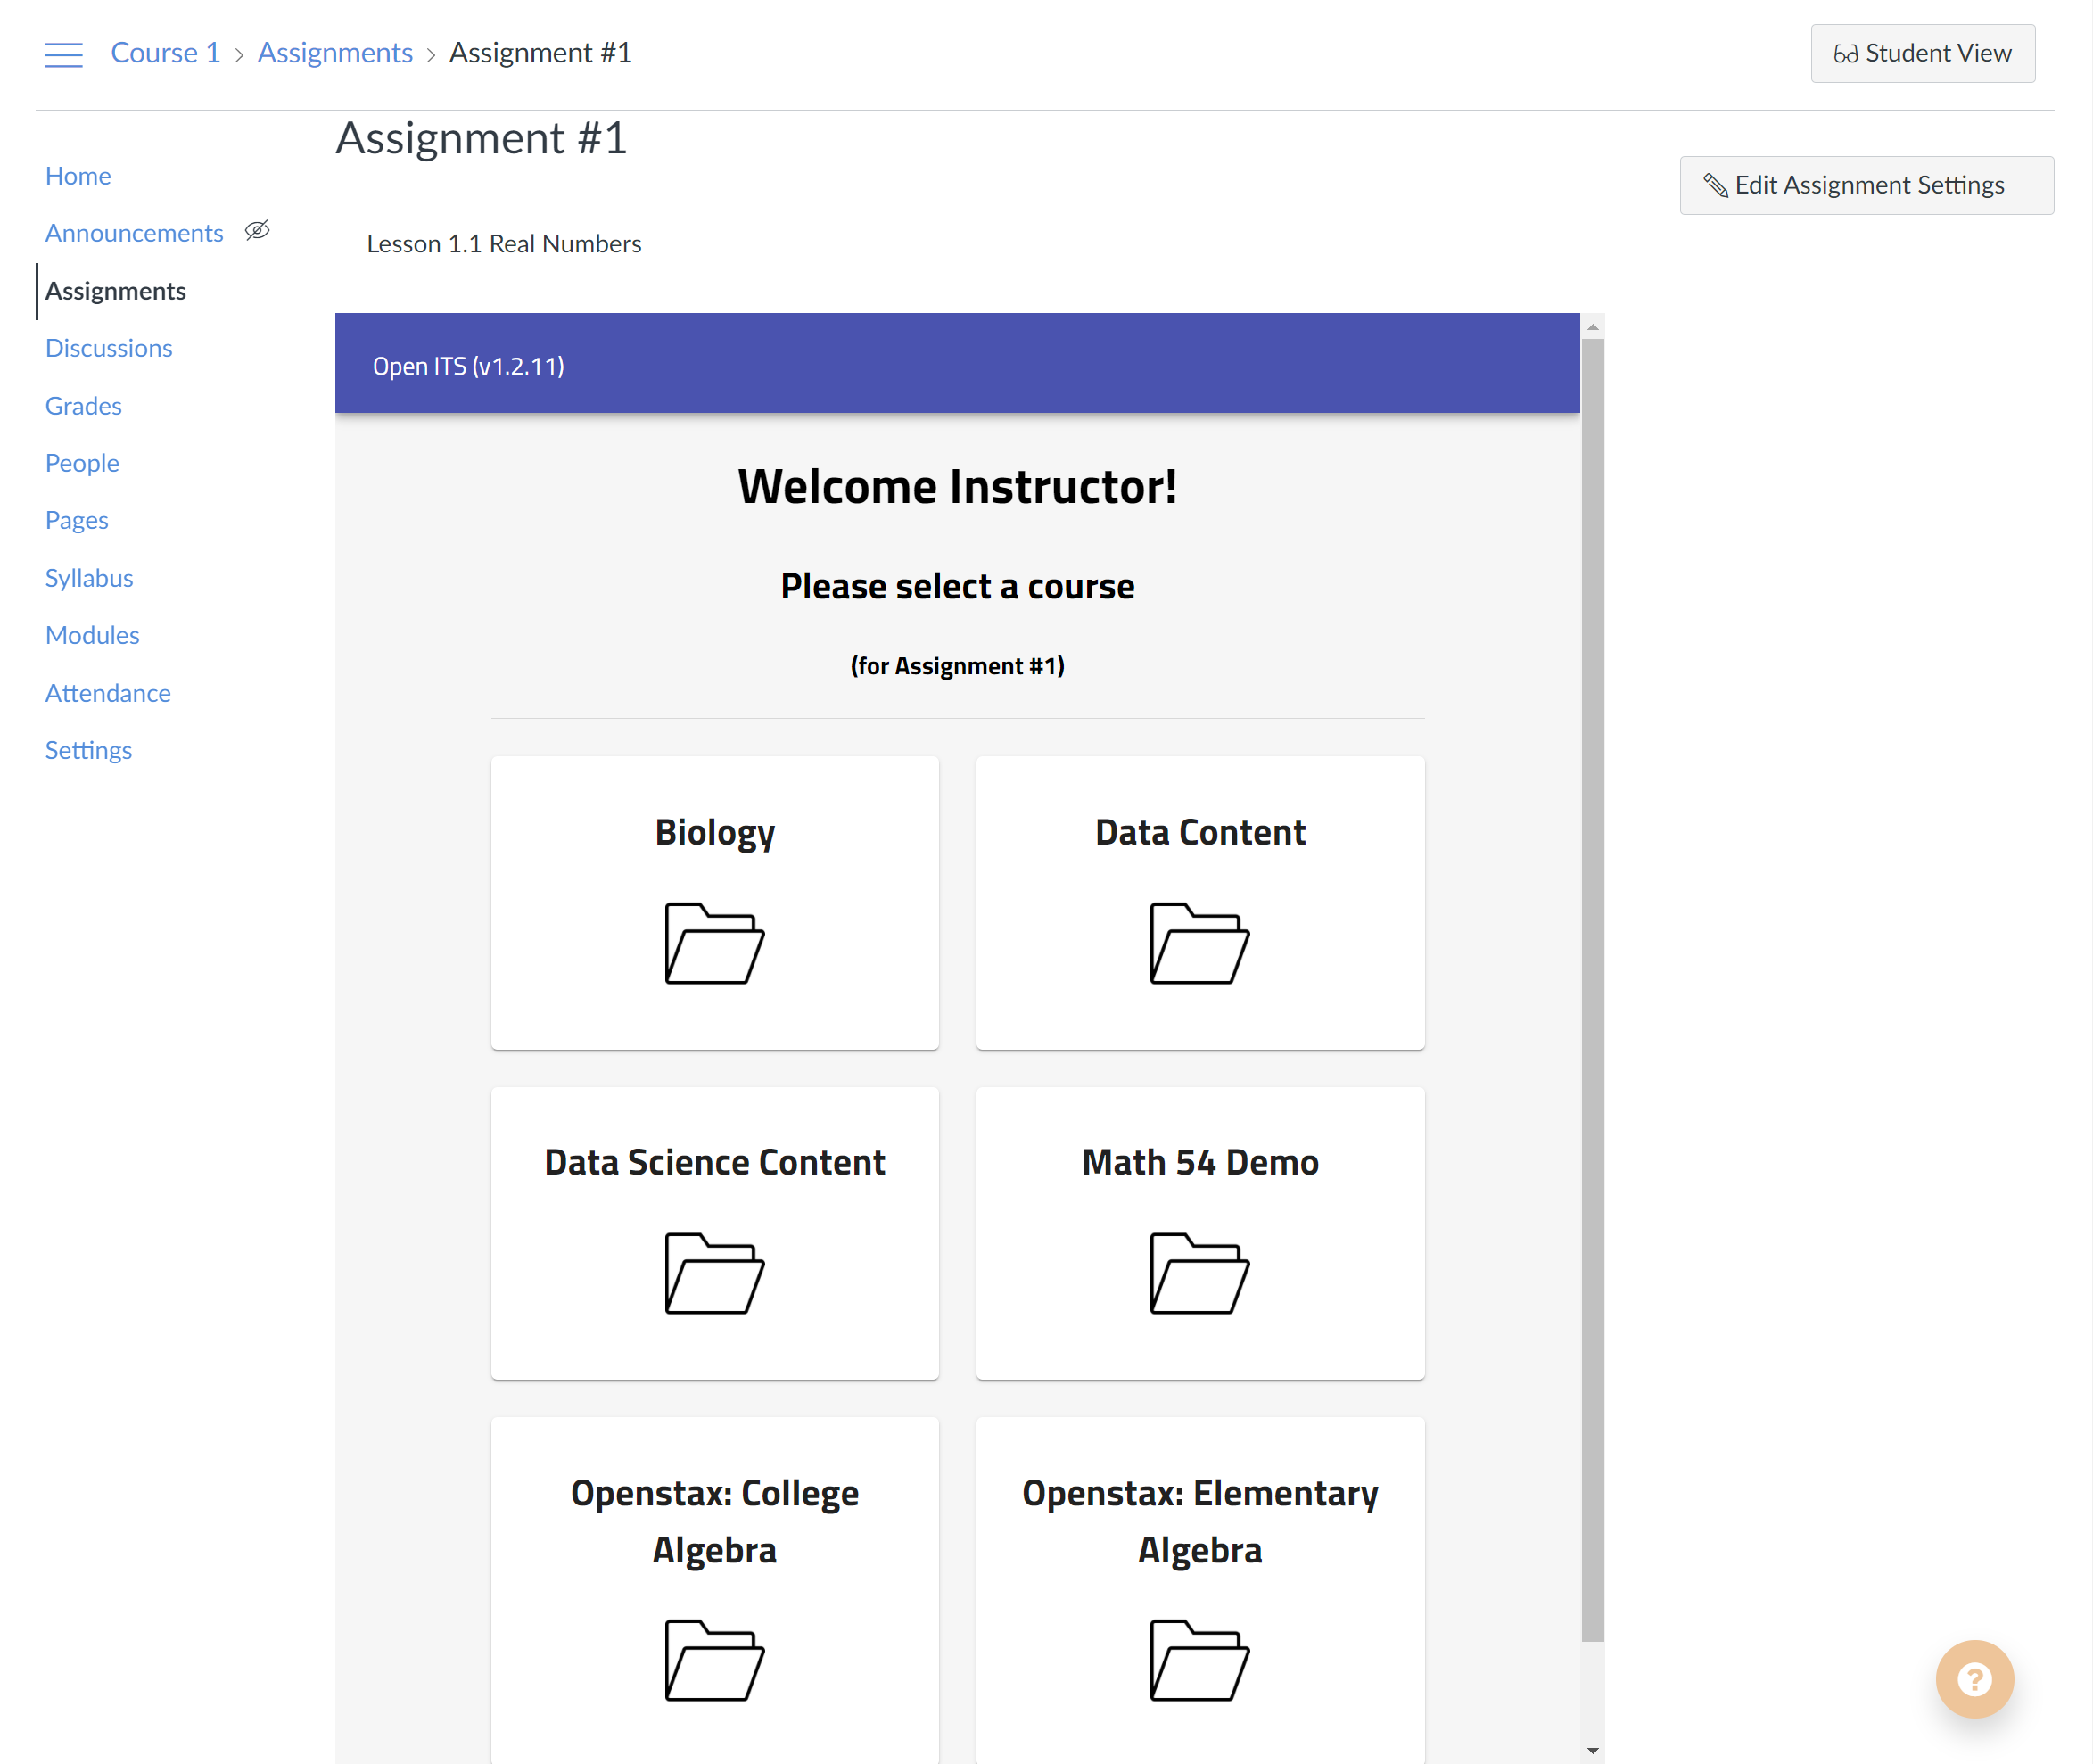 Course 1 > Assignments > Assignment #1
Student View
Assignment #1
Edit Assignment Settings
Home
Announcements
Assignments
Discussions
Grades
People
Pages
Syllabus
Modules
Attendance
Settings
Lesson 1.1 Real Numbers
Open ITS (v1.2.11)
Welcome Instructor!
Please select a course
(for Assignment #1)
Biology
Data Content
Data Science Content
Math 54 Demo
Openstax: College
Algebra
Openstax: Elementary
Algebra
?